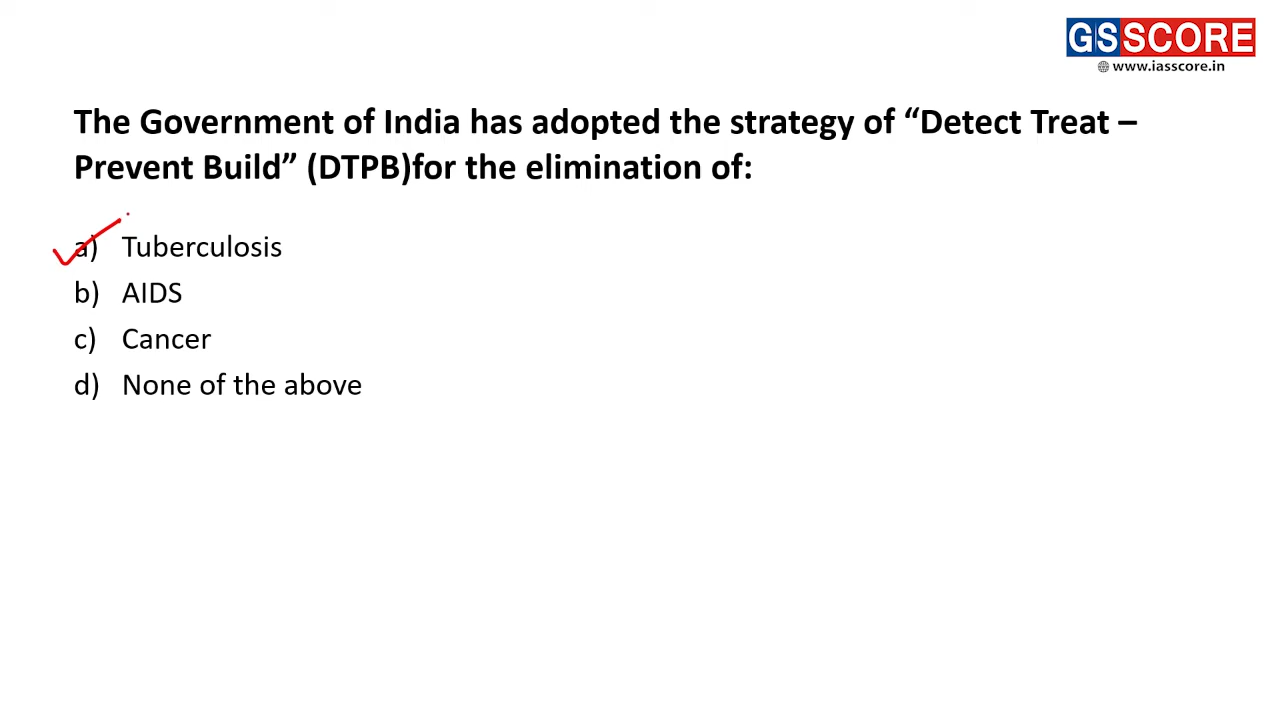 GSSCORE
www.iasscore.in
The Government of India has adopted the strategy of “Detect Treat –
Prevent Build” (DTPB)for the elimination of:
a) Tuberculosis
b) AIDS
c) Cancer
d) None of the above